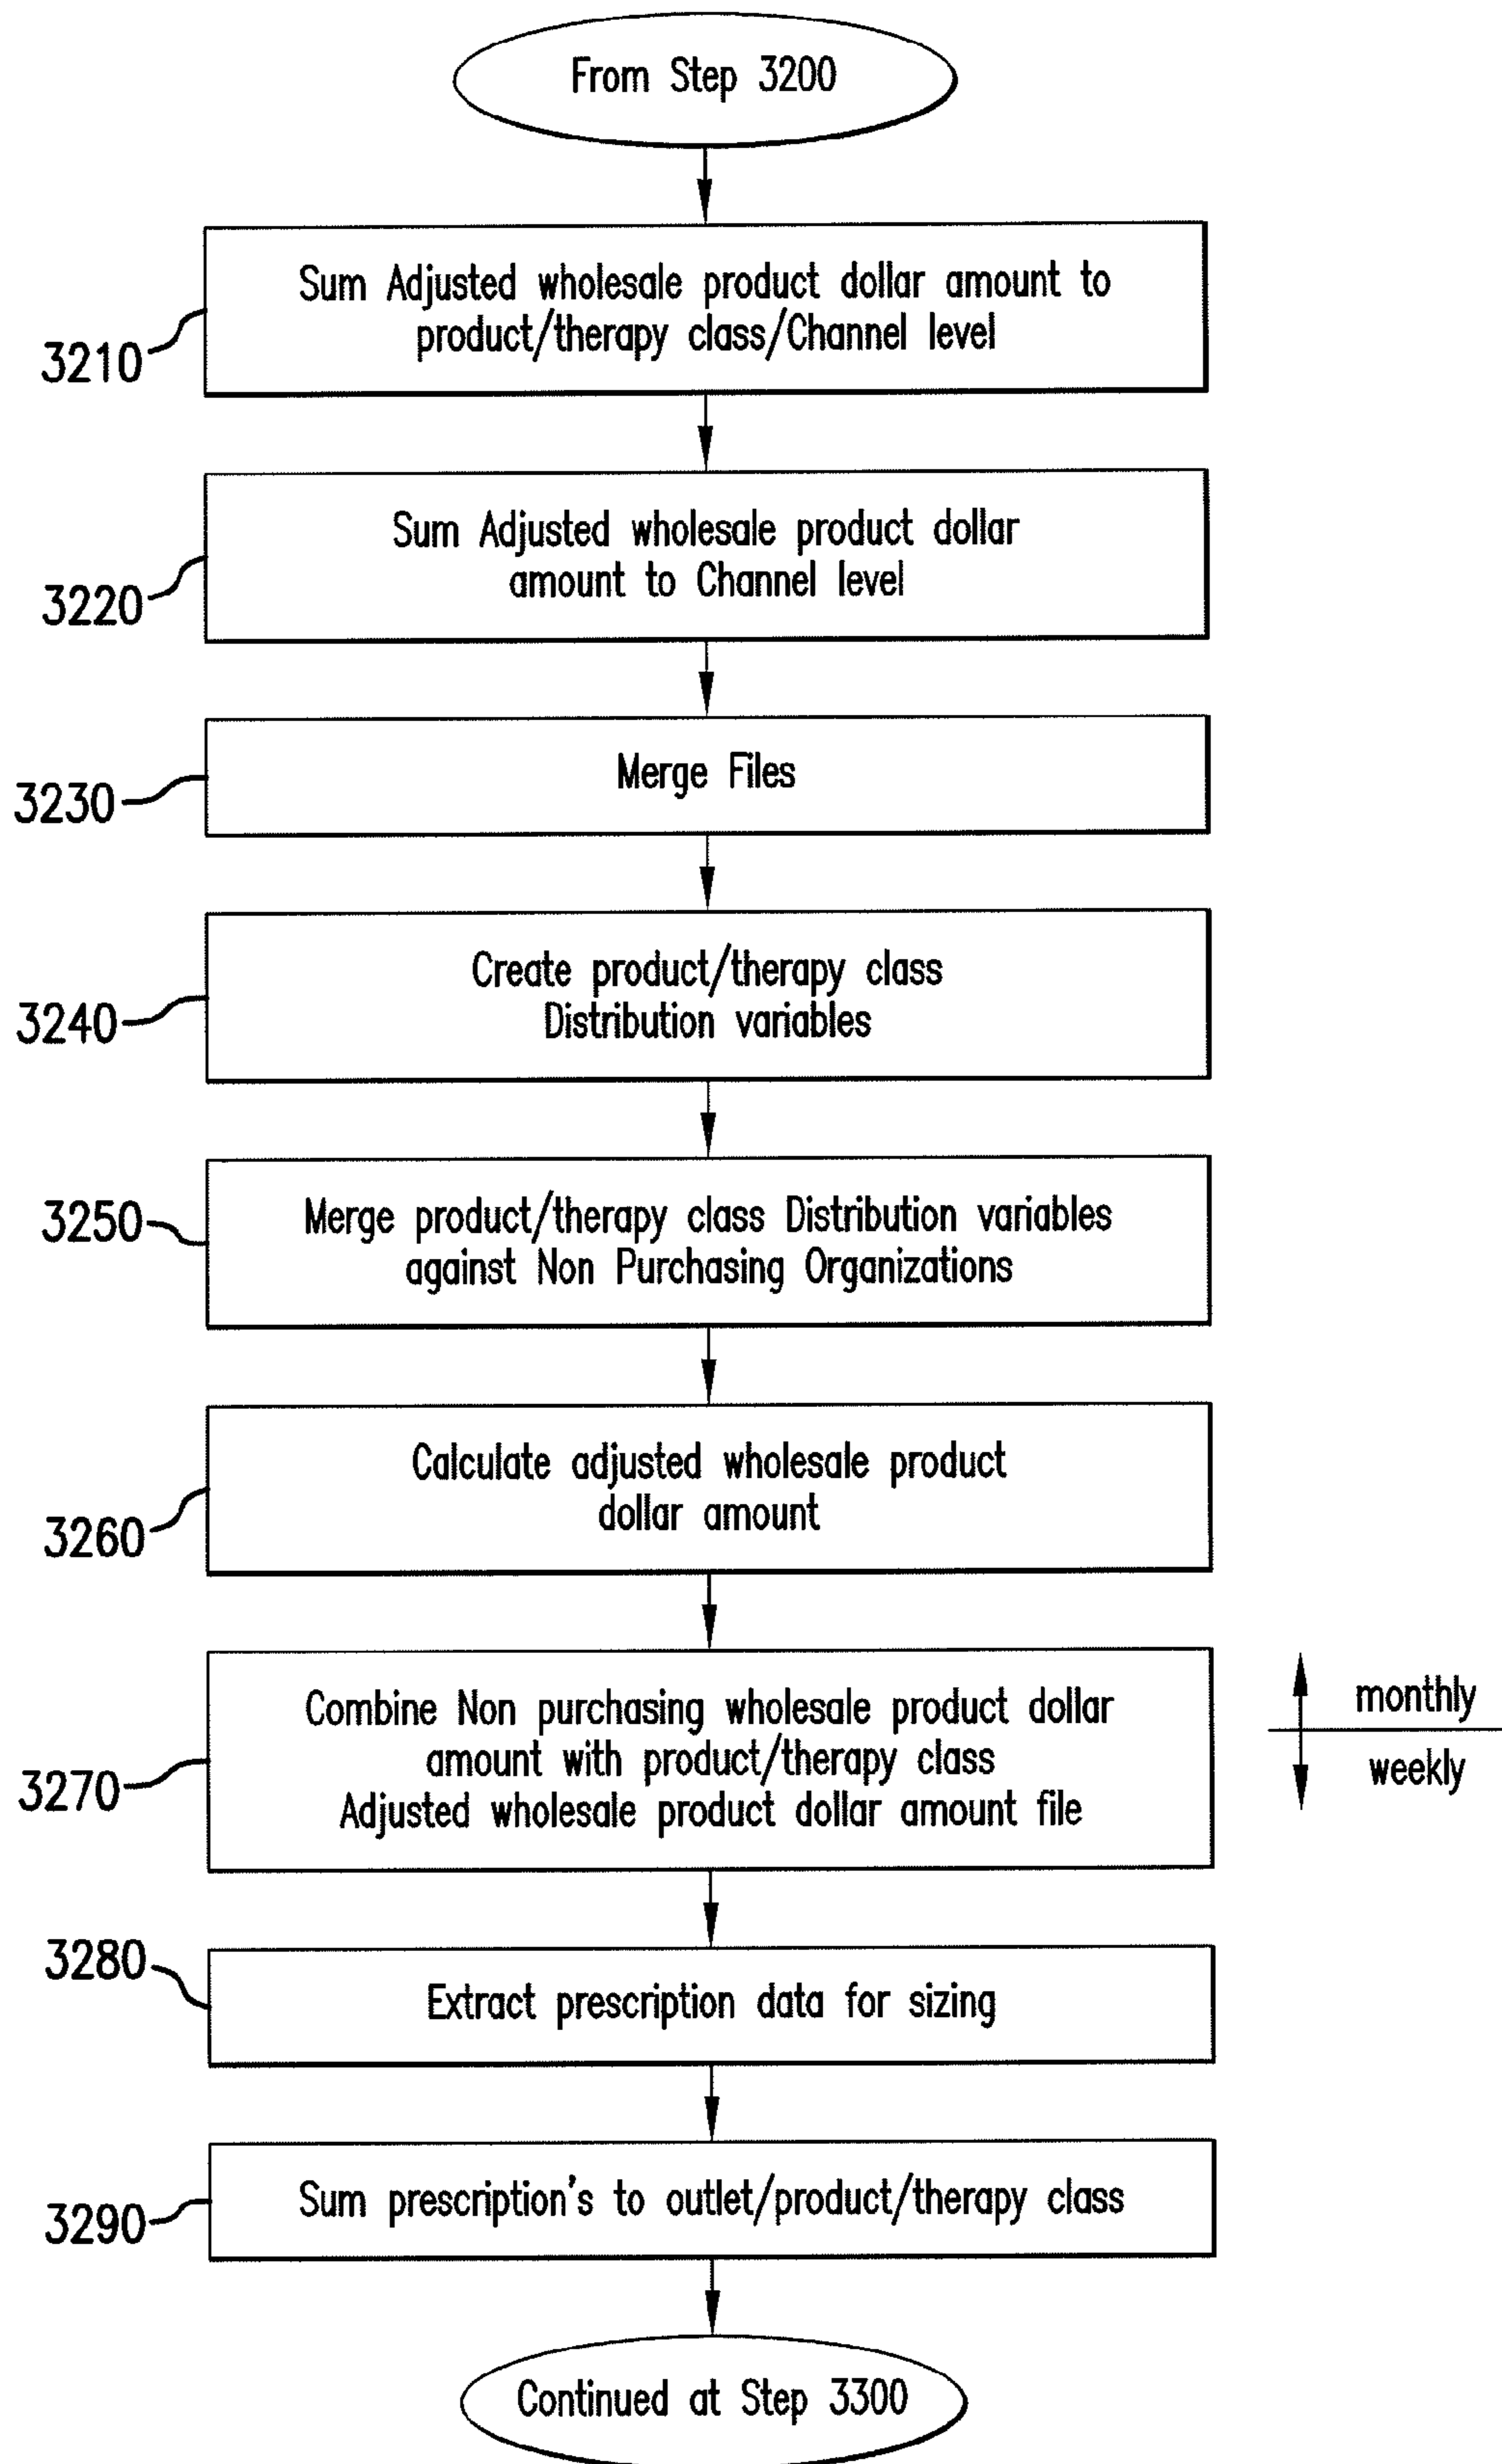 From Step 3200
Sum Adjusted wholesale product dollar amount to
product/therapy class/Channel level
3210
Sum Adjusted wholesale product dollar
amount to Channel level
3220
Merge Files
3230
Create product/therapy class
Distribution variables
3240
Merge product/therapy class Distribution variables
against Non Purchasing Organizations
3250
Calculate adjusted wholesale product
dollar amount
3260
Combine Non purchasing wholesale product dollar
amount with product/therapy class
Adjusted wholesale product dollar amount file
3270
monthly
weekly
Extract prescription data for sizing
3280
Sum prescription's to outlet/product/therapy class
3290
Continued at Step 3300